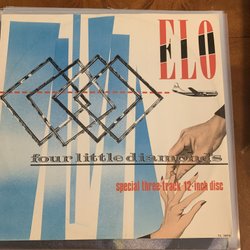 ELO
four little diamonds
special three-track 12-inch disc